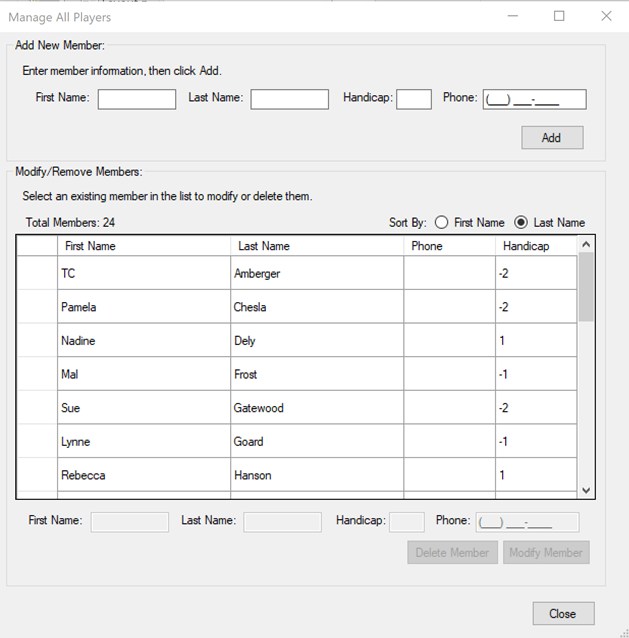 Manage All Players
Add New Member:
Enter member information, then click Add.
First Name: Last Name: Handicap: Phone: (___) ___-____
Add
Modify/Remove Members:
Select an existing member in the list to modify or delete them.
Total Members: 24 Sort By: First Name Last Name
First Name Last Name Phone Handicap
TC Amberger -2
Pamela Chesla -2
Nadine Dely 1
Mal Frost -1
Sue Gatewood -2
Lynne Goard -1
Rebecca Hanson 1
First Name: Last Name: Handicap: Phone: (___) ___-____
Delete Member Modify Member
Close